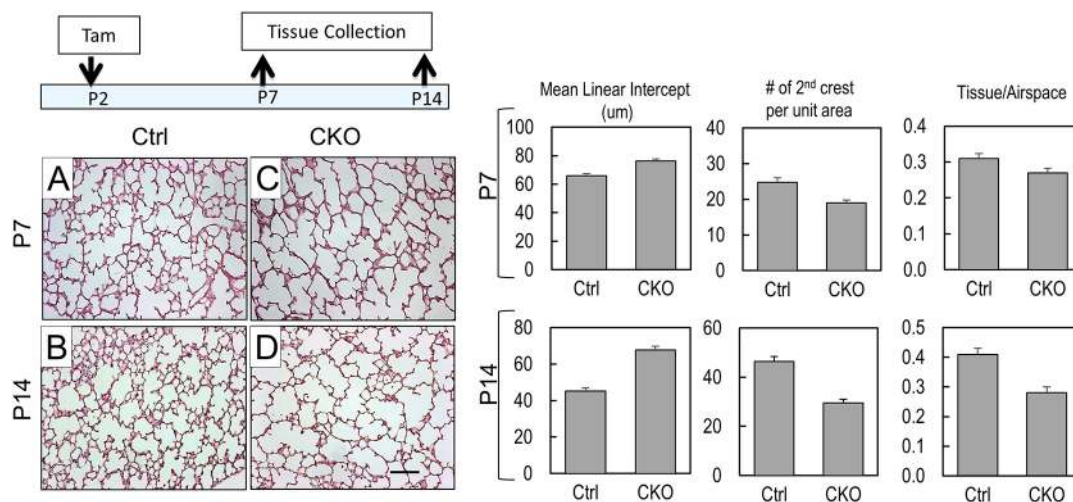 Tam
Tissue Collection
P2
P7
P14
Ctrl
CKO
A
C
P7
B
D
P14
Mean Linear Intercept
(um)
# of 2nd crest
per unit area
Tissue/Airspace
P7
100
80
60
40
20
0
Ctrl
CKO
40
30
20
10
0
Ctrl
CKO
0.4
0.3
0.2
0.1
0.0
Ctrl
CKO
P14
80
60
40
20
0
Ctrl
CKO
60
40
20
0
Ctrl
CKO
0.5
0.4
0.3
0.2
0.1
0.0
Ctrl
CKO